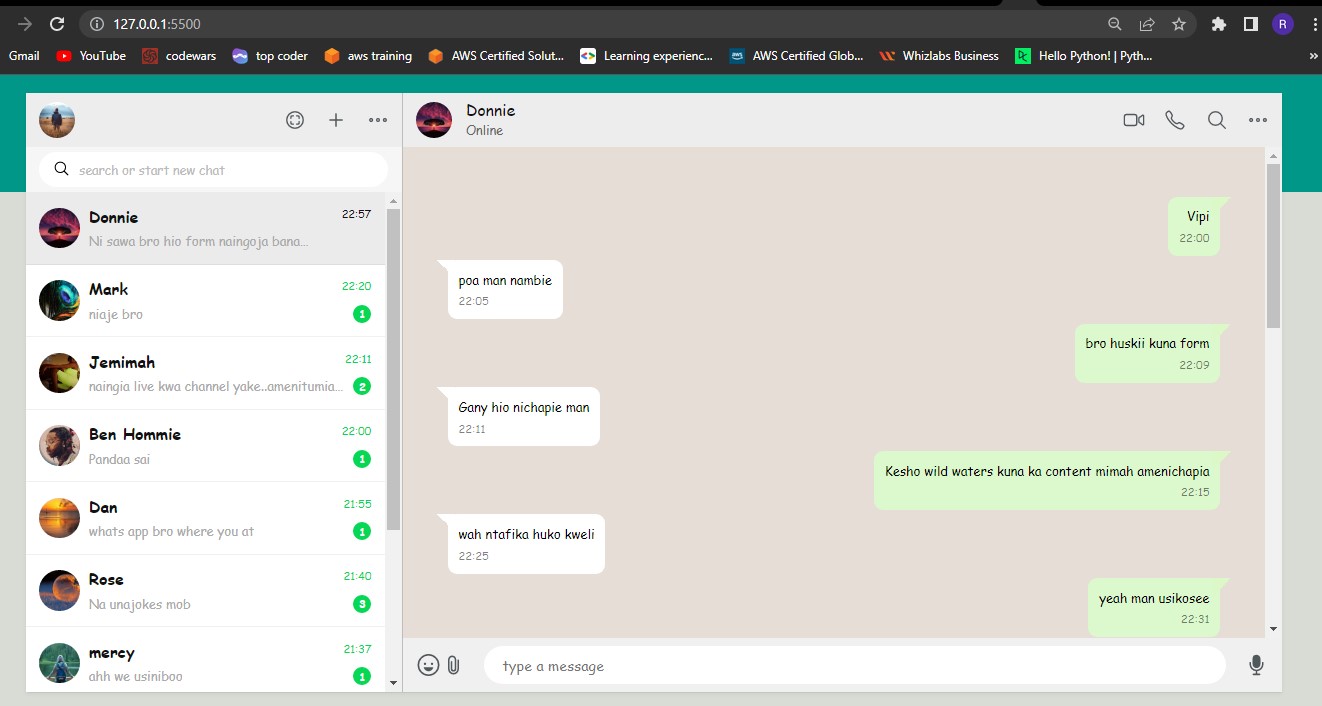 127.0.0.1:5500
R
Gmail
YouTube
codewars
top coder
aws training
AWS Certified Solut...
Learning experienc...
AWS Certified Glob...
Whizlabs Business
Hello Python! | Pyth...
»
search or start new chat
Donnie
22:57
Ni sawa bro hio form naingoja bana...
Mark
22:20
niaje bro
1
Jemimah
22:11
naingia live kwa channel yake..amenitumia...
2
Ben Hommie
22:00
Pandaa sai
1
Dan
21:55
whats app bro where you at
1
Rose
21:40
Na unajokes mob
3
mercy
21:37
ahh we usiniboo
1
Donnie
Online
Vipi
22:00
poa man nambie
22:05
bro huskii kuna form
22:09
Gany hio nichapie man
22:11
Kesho wild waters kuna ka content mimah amenichapia
22:15
wah ntafika huko kweli
22:25
yeah man usikosee
22:31
type a message